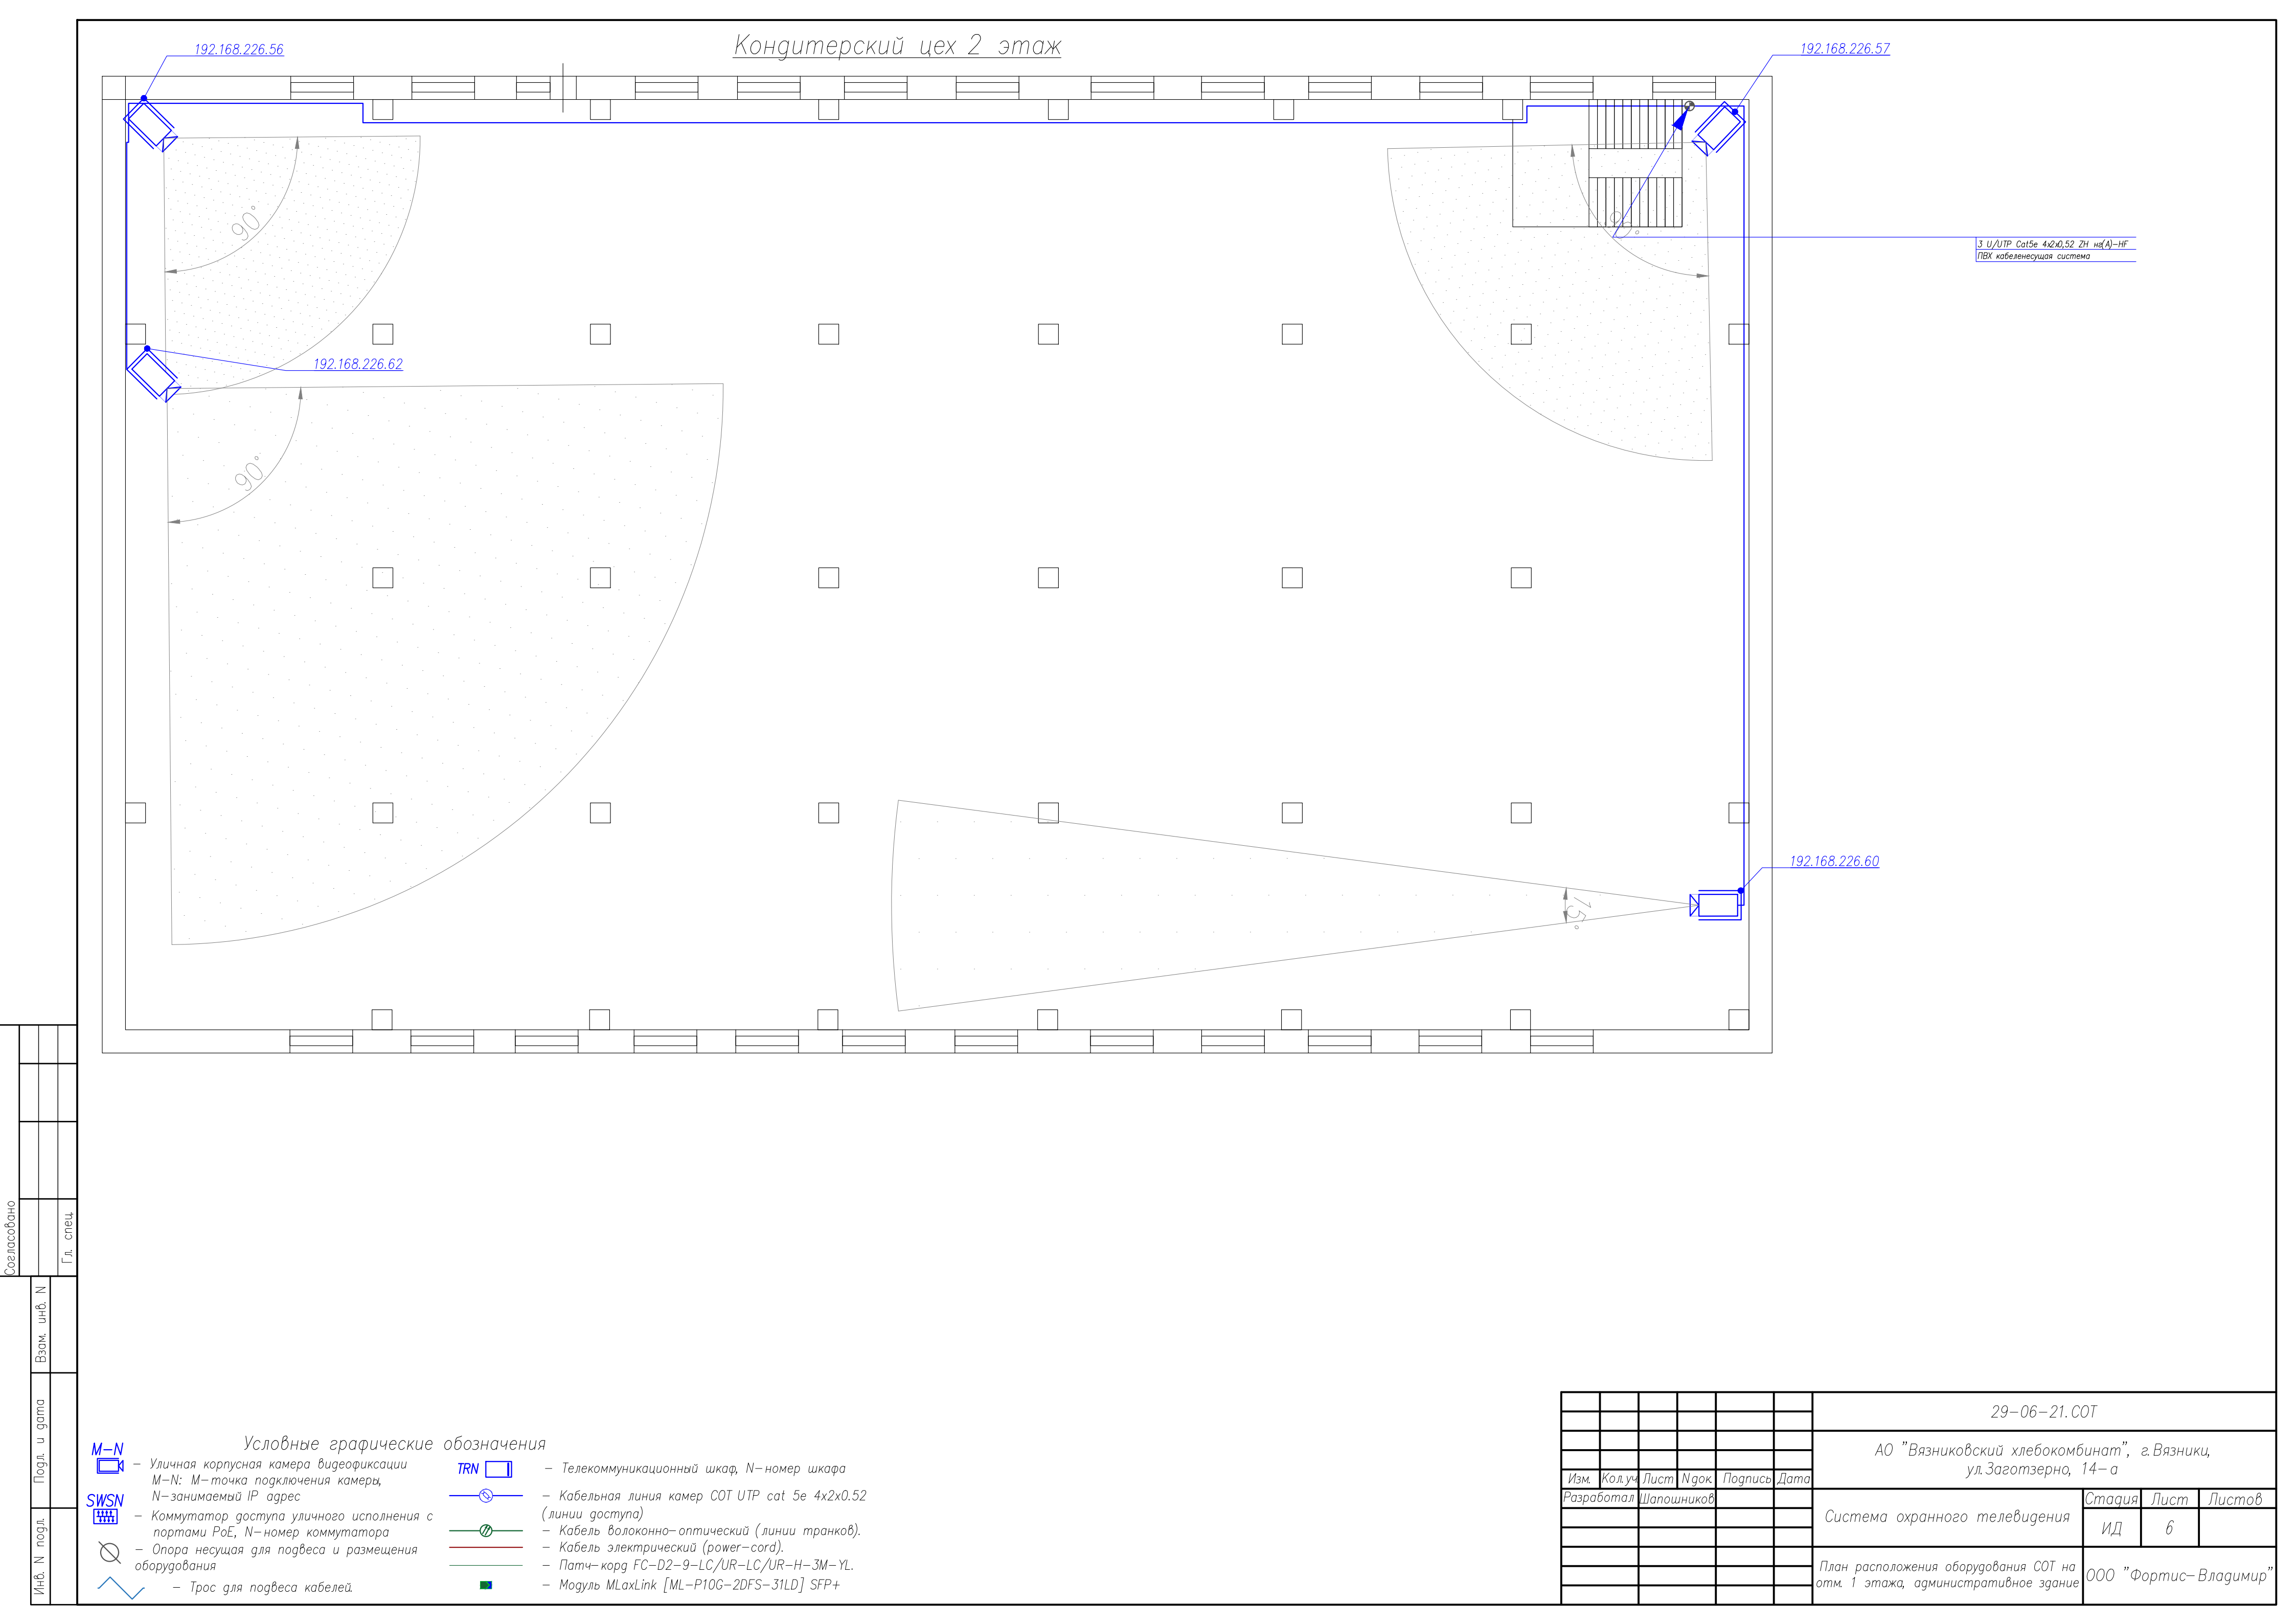 Кондитерский цех 2 этаж
192.168.226.56
192.168.226.57
90°
90°
3 U/UTP Cat5e 4x2x0,52 ZH нг(А)-HF
ПВХ кабеленесущая система
192.168.226.62
90°
192.168.226.60
15°
Согласовано
Гл. спец.
Взам. инв. N
Подл. и дата
Инв. N подл.
Условные графические обозначения
M-N
- Уличная корпусная камера видеофиксации
M-N: M-точка подключения камеры,
N-занимаемый IP адрес
SWSN
- Коммутатор доступа уличного исполнения с
портами PoE, N-номер коммутатора
- Опора несущая для подвеса и размещения
оборудования
- Трос для подвеса кабелей.
TRN
- Телекоммуникационный шкаф, N-номер шкафа
- Кабельная линия камер СОТ UTP cat 5e 4x2x0.52
(линии доступа)
- Кабель волоконно-оптический (линии транков).
- Кабель электрический (power-cord).
- Патч-корд FC-D2-9-LC/UR-LC/UR-H-3M-YL.
- Модуль MLaxLink [ML-P10G-2DFS-31LD] SFP+
29-06-21.СОТ
АО "Вязниковский хлебокомбинат", г.Вязники,
ул.Заготзерно, 14-а
Изм. Кол.уч Лист N док. Подпись Дата
Разработал Шапошников
Система охранного телевидения
Стадия Лист Листов
ИД 6
План расположения оборудования СОТ на
отм. 1 этажа, административное здание
ООО "Фортис-Владимир"